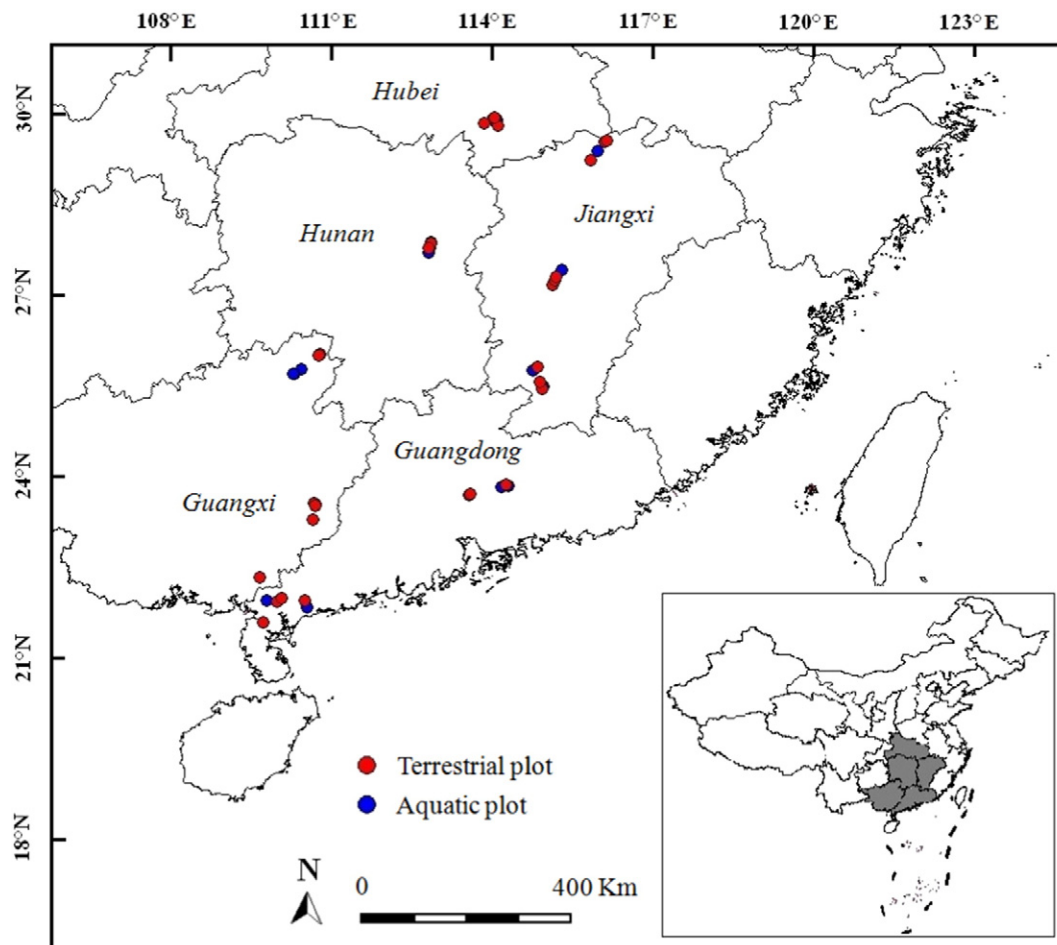 108°E 111°E 114°E 117°E 120°E 123°E
30°N
Hubei
Jiangxi
Hunan
27°N
Guangdong
24°N
Guangxi
21°N
Terrestrial plot
Aquatic plot
18°N
N
0 400 Km